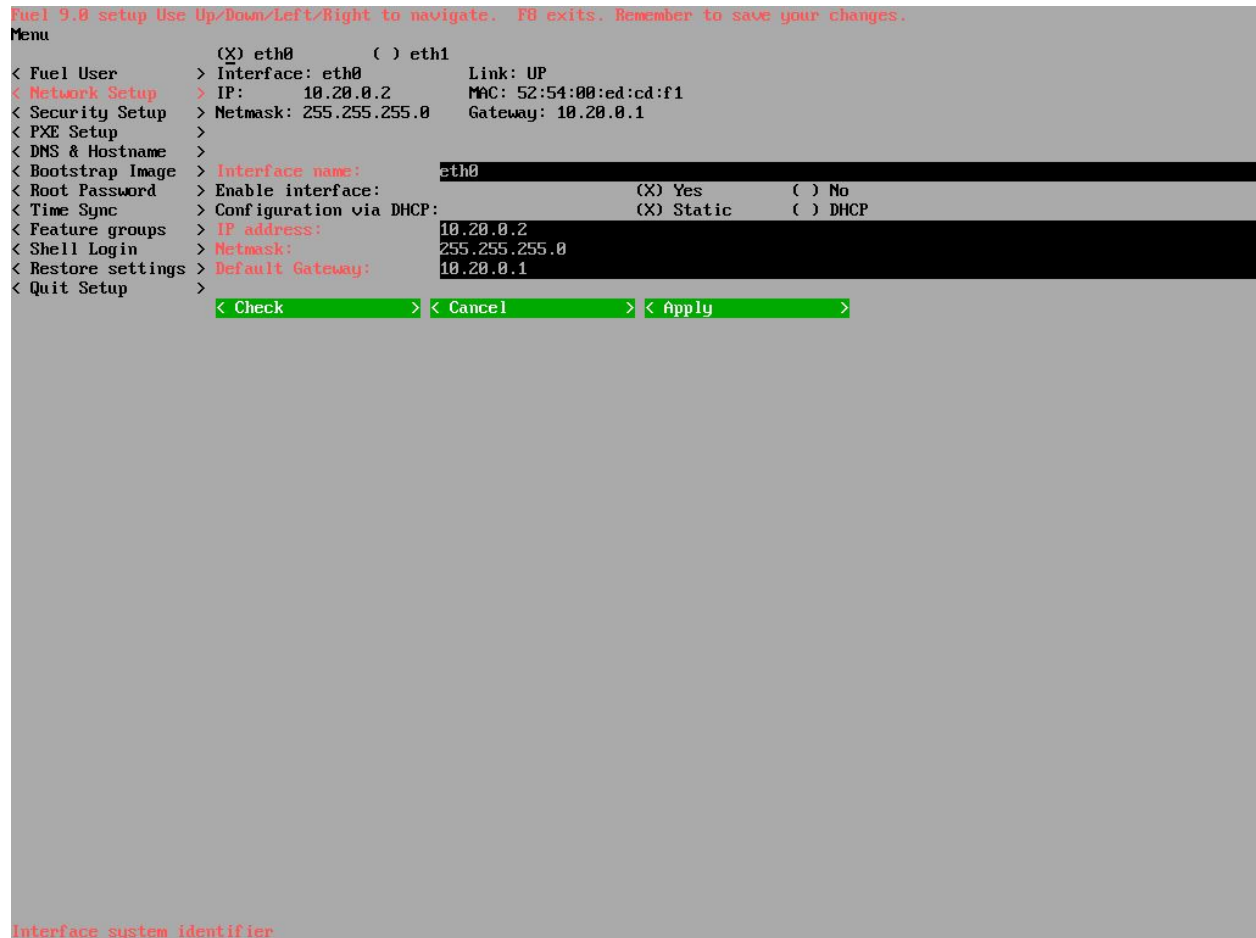 Fuel 9.0 setup Use Up/Down/Left/Right to navigate.  F8 exits. Remember to save your changes.
Menu
(X) eth0 ( ) eth1
< Fuel User > Interface: eth0 Link: UP
< Network Setup > IP: 10.20.0.2 MAC: 52:54:00:ed:cd:f1
< Security Setup > Netmask: 255.255.255.0 Gateway: 10.20.0.1
< PXE Setup >
< DNS & Hostname >
< Bootstrap Image > Interface name: eth0
< Root Password > Enable interface: (X) Yes ( ) No
< Time Sync > Configuration via DHCP: (X) Static ( ) DHCP
< Feature groups > IP address: 10.20.0.2
< Shell Login > Netmask: 255.255.255.0
< Restore settings > Default Gateway: 10.20.0.1
< Quit Setup >
< Check > < Cancel > < Apply >
Interface system identifier